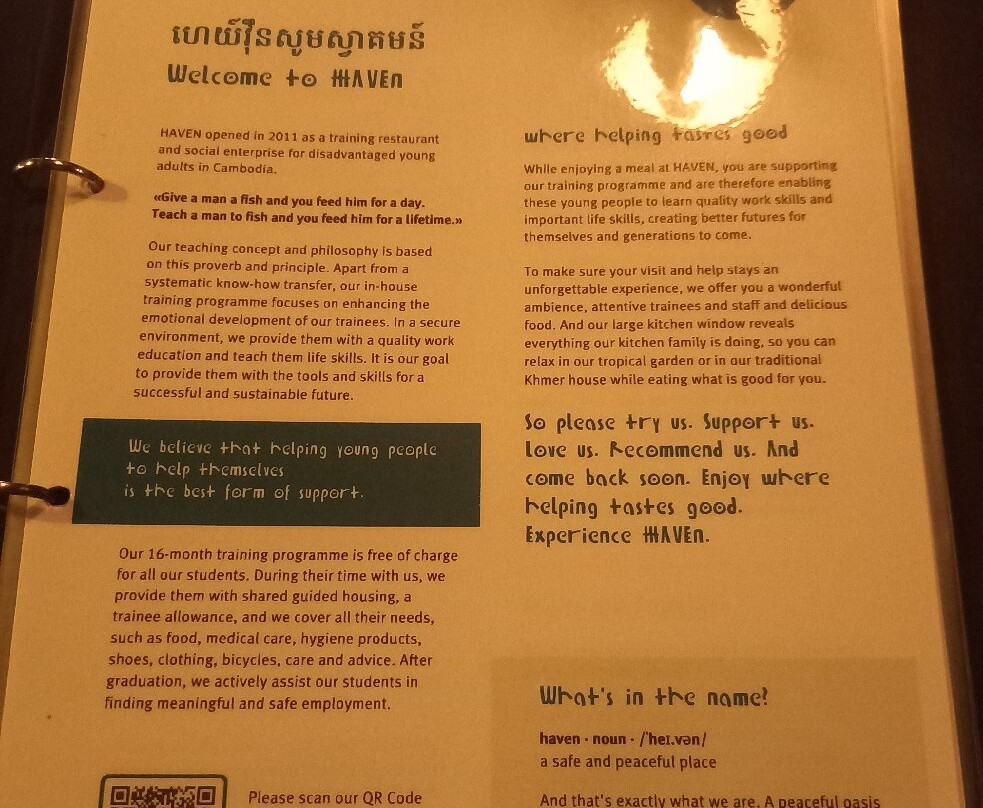 ហេយ៍វ៉ឹនសូមស្វាគមន៍
Welcome to HAVEn
HAVEN opened in 2011 as a training restaurant
and social enterprise for disadvantaged young
adults in Cambodia.
«Give a man a fish and you feed him for a day.
Teach a man to fish and you feed him for a lifetime.»
Our teaching concept and philosophy is based
on this proverb and principle. Apart from a
systematic know-how transfer, our in-house
training programme focuses on enhancing the
emotional development of our trainees. In a secure
environment, we provide them with a quality work
education and teach them life skills. It is our goal
to provide them with the tools and skills for a
successful and sustainable future.
We believe that helping young people
to help themselves
is the best form of support.
Our 16-month training programme is free of charge
for all our students. During their time with us, we
provide them with shared guided housing, a
trainee allowance, and we cover all their needs,
such as food, medical care, hygiene products,
shoes, clothing, bicycles, care and advice. After
graduation, we actively assist our students in
finding meaningful and safe employment.
Please scan our QR Code
where helping tastes good
While enjoying a meal at HAVEN, you are supporting
our training programme and are therefore enabling
these young people to learn quality work skills and
important life skills, creating better futures for
themselves and generations to come.
To make sure your visit and help stays an
unforgettable experience, we offer you a wonderful
ambience, attentive trainees and staff and delicious
food. And our large kitchen window reveals
everything our kitchen family is doing, so you can
relax in our tropical garden or in our traditional
Khmer house while eating what is good for you.
So please try us. Support us.
Love us. Recommend us. And
come back soon. Enjoy where
helping tastes good.
Experience HAVEn.
What's in the name?
haven · noun · /ˈheɪ.vən/
a safe and peaceful place
And that's exactly what we are. A peaceful oasis